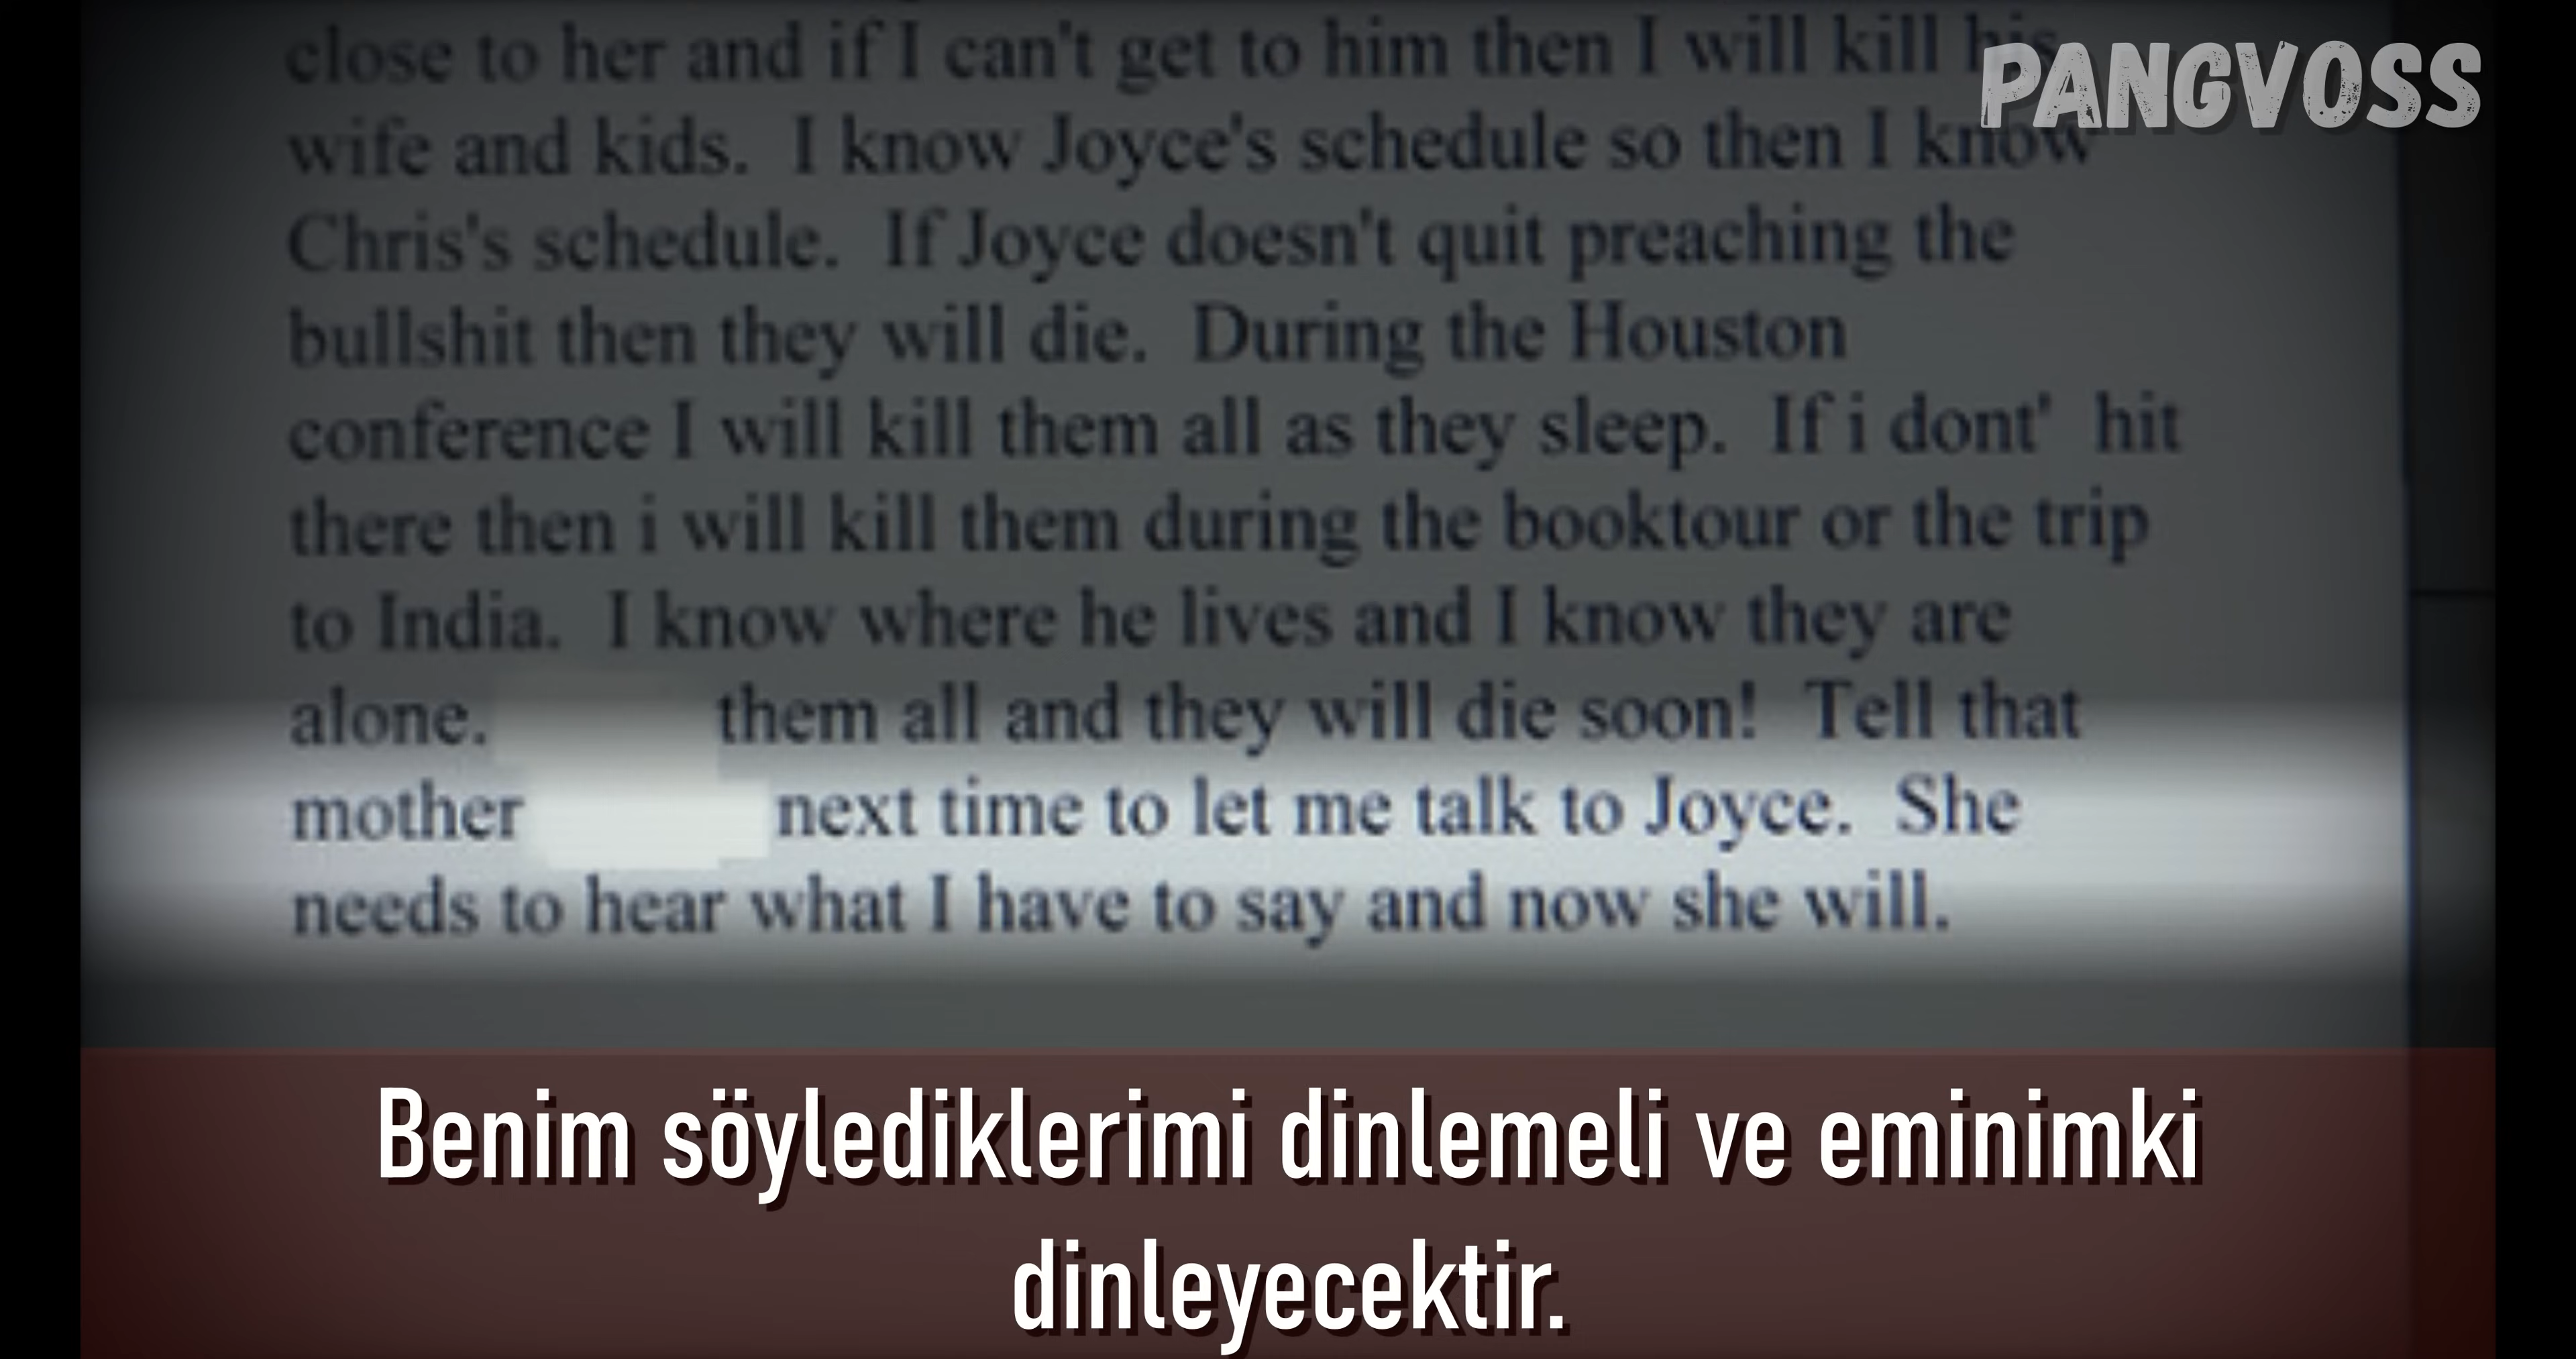 close to her and if I can't get to him then I will kill his
PANGVOSS
wife and kids.  I know Joyce's schedule so then I know
Chris's schedule.  If Joyce doesn't quit preaching the
bullshit then they will die.  During the Houston
conference I will kill them all as they sleep.  If i dont'  hit
there then i will kill them during the booktour or the trip
to India.  I know where he lives and I know they are
alone. them all and they will die soon!  Tell that
mother next time to let me talk to Joyce.  She
needs to hear what I have to say and now she will.
Benim söylediklerimi dinlemeli ve eminimki
dinleyecektir.